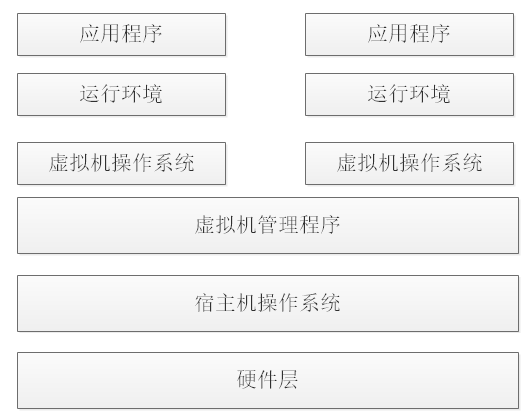 应用程序 应用程序
运行环境 运行环境
虚拟机操作系统 虚拟机操作系统
虚拟机管理程序
宿主机操作系统
硬件层